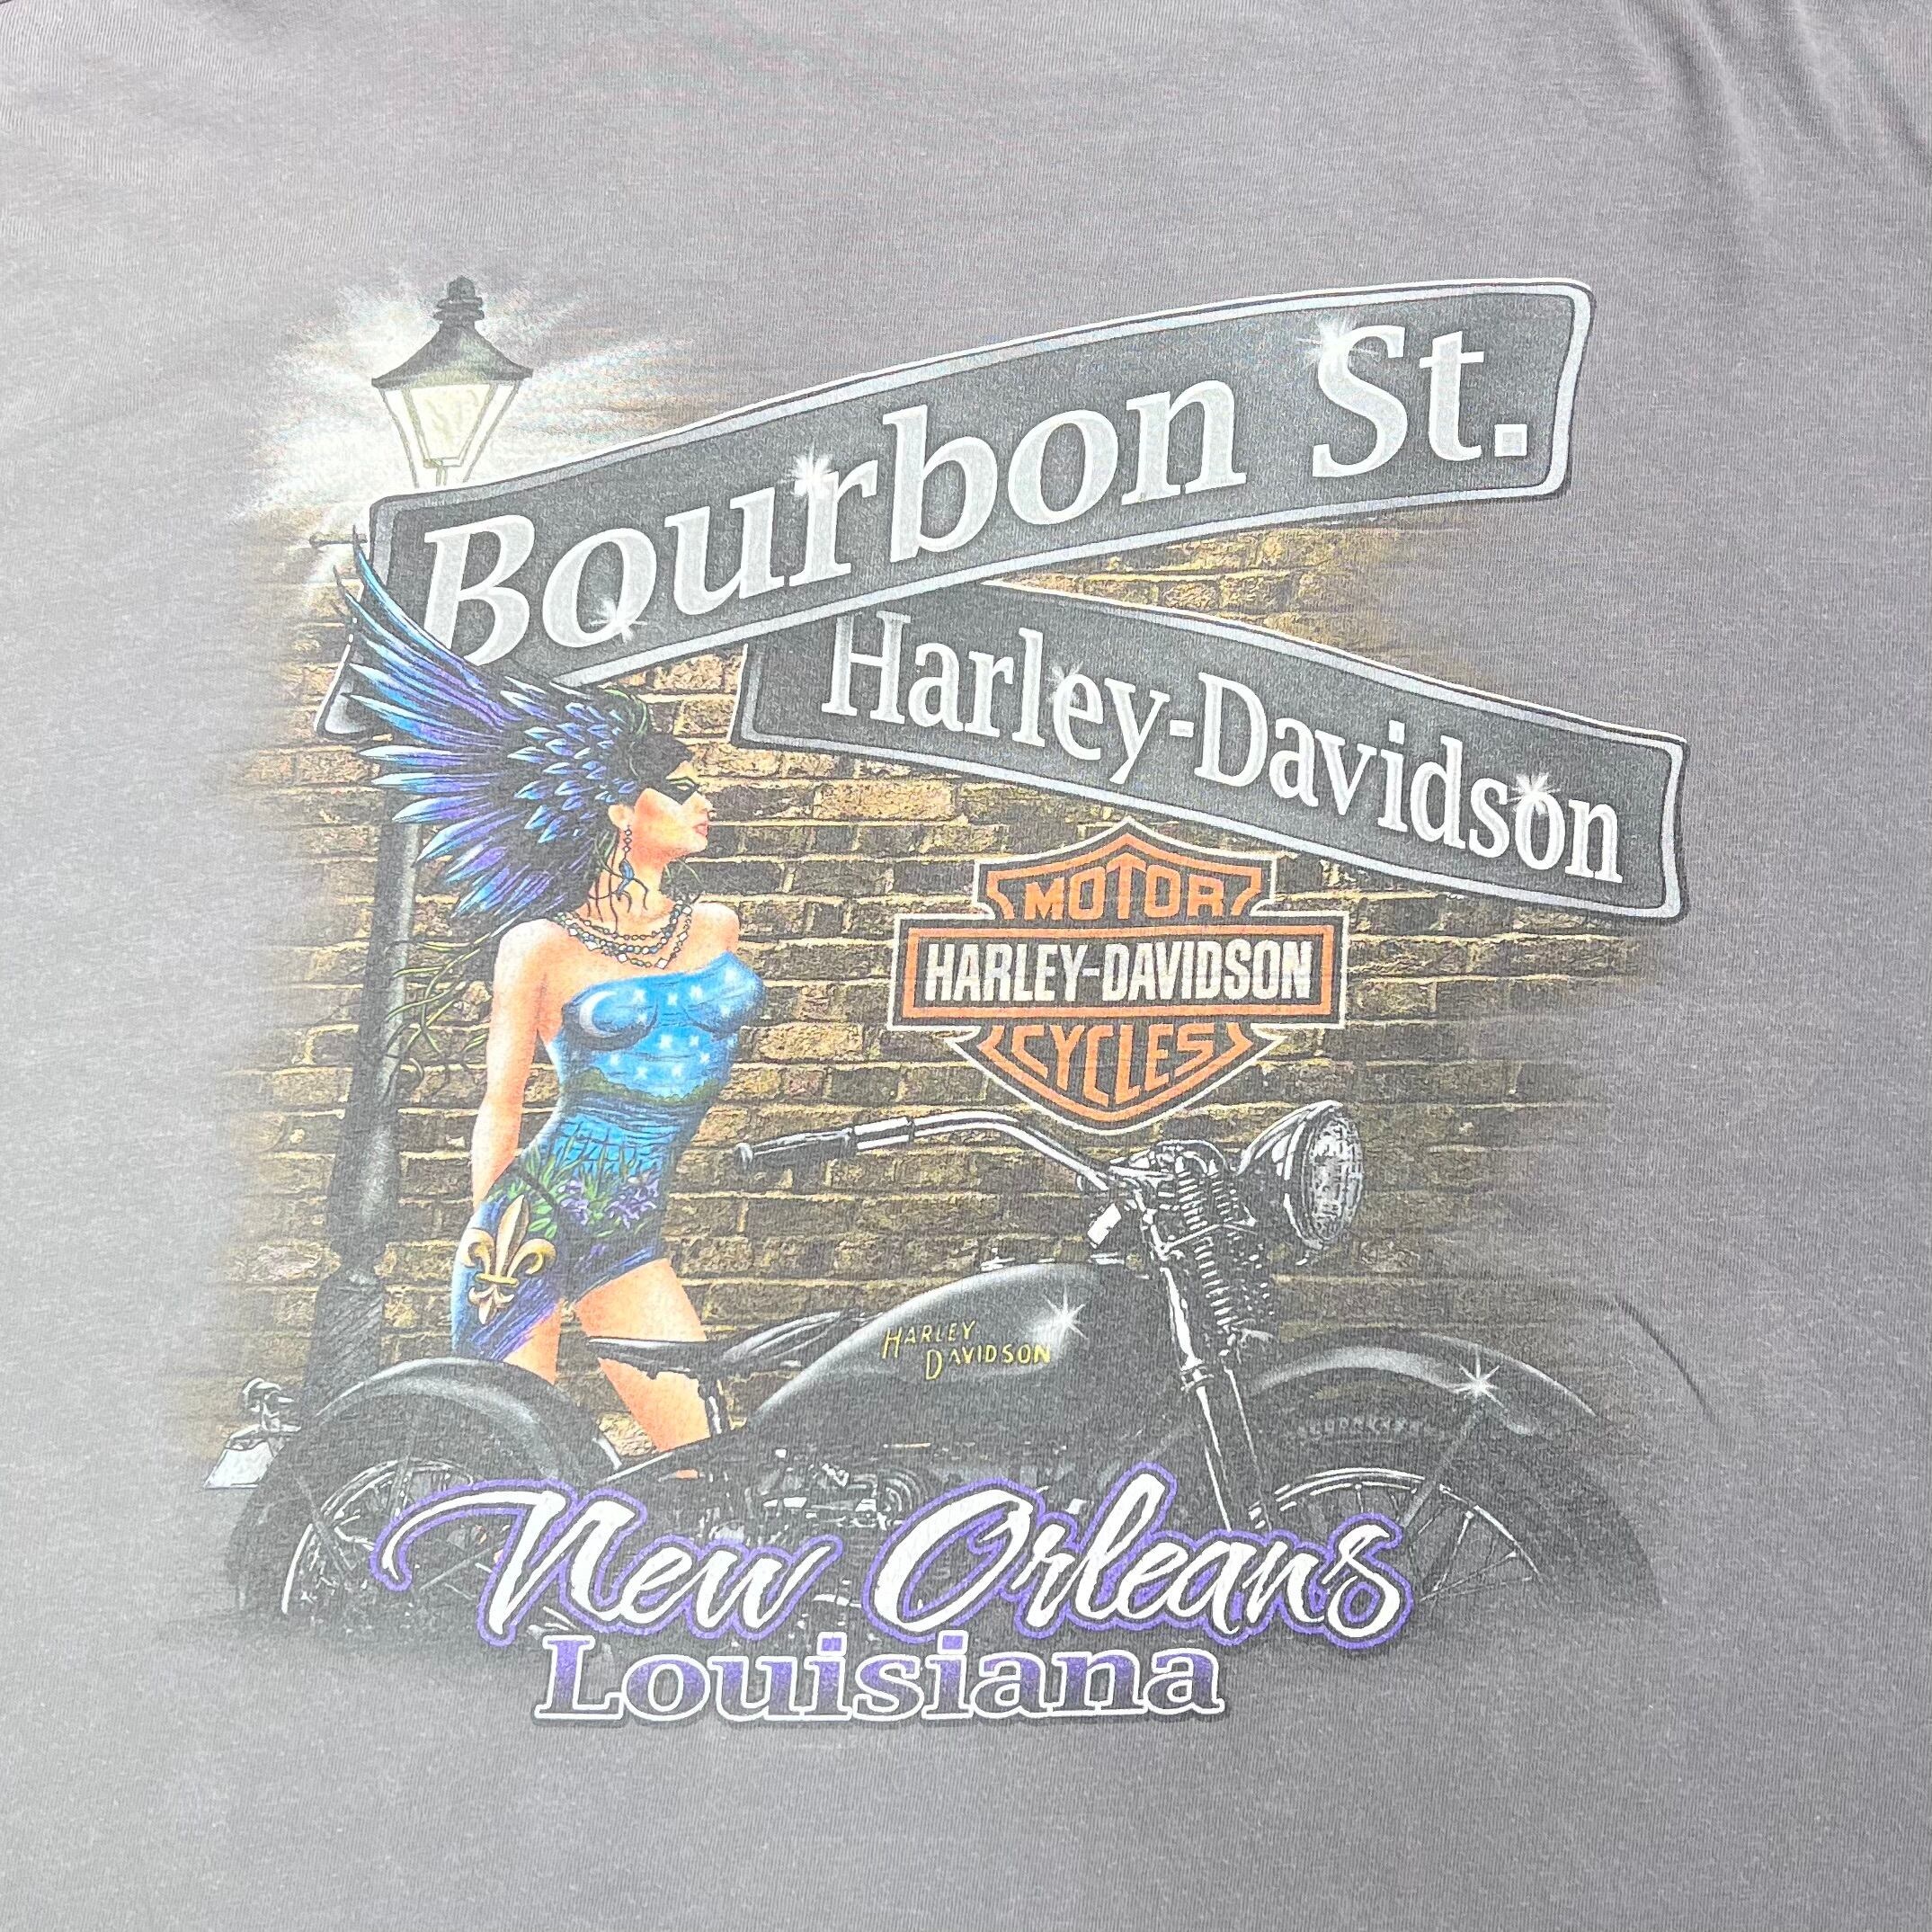 Bourbon St.
Harley-Davidson
MOTOR
HARLEY-DAVIDSON
CYCLES
HARLEY
DAVIDSON
New Orleans
Louisiana